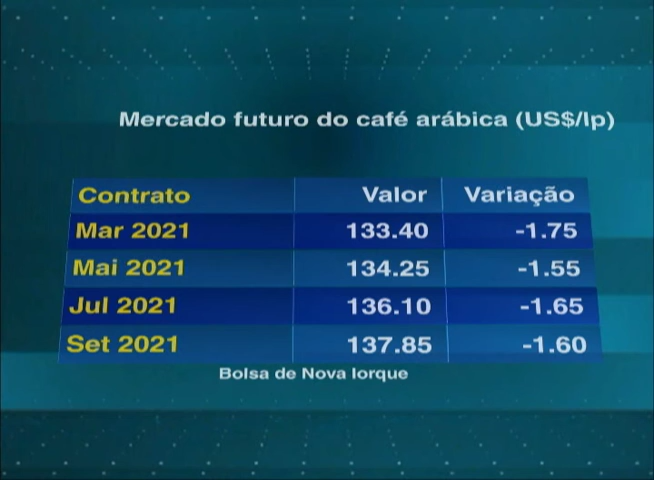 Mercado futuro do café arábica (US$/lp)
Contrato Valor Variação
Mar 2021 133.40 -1.75
Mai 2021 134.25 -1.55
Jul 2021 136.10 -1.65
Set 2021 137.85 -1.60
Bolsa de Nova Iorque